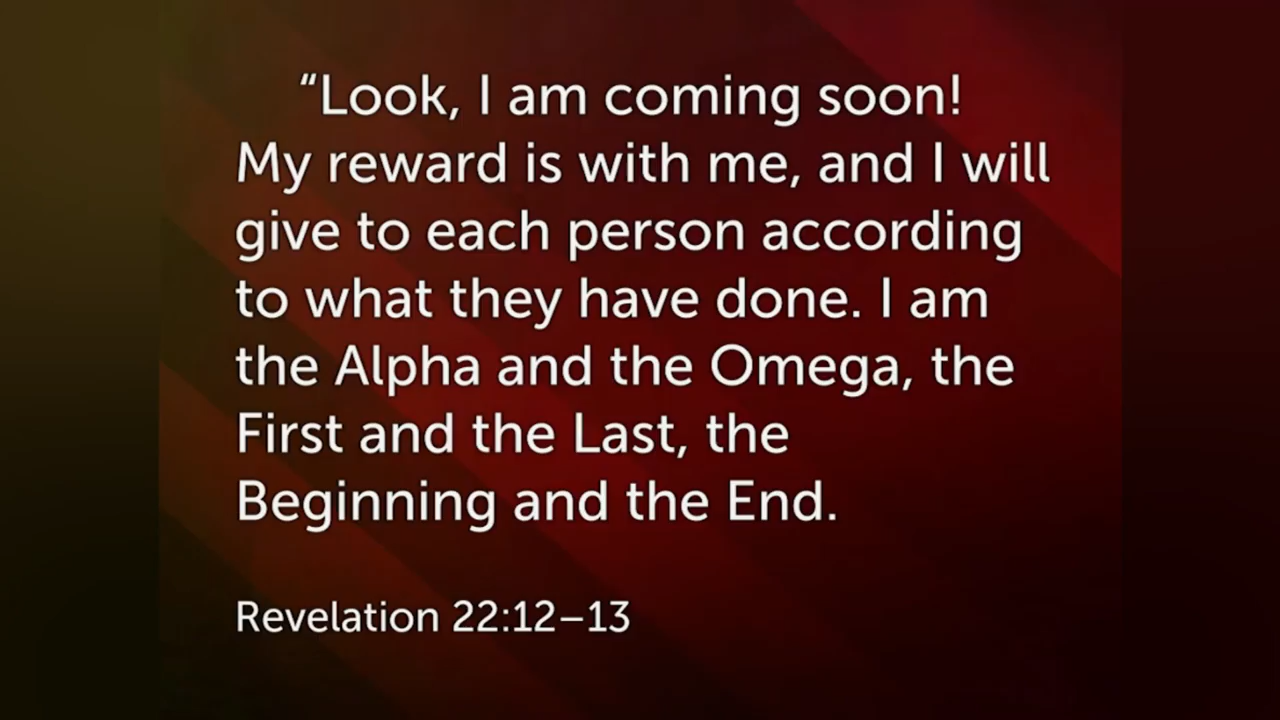 “Look, I am coming soon!
My reward is with me, and I will
give to each person according
to what they have done. I am
the Alpha and the Omega, the
First and the Last, the
Beginning and the End.
Revelation 22:12–13